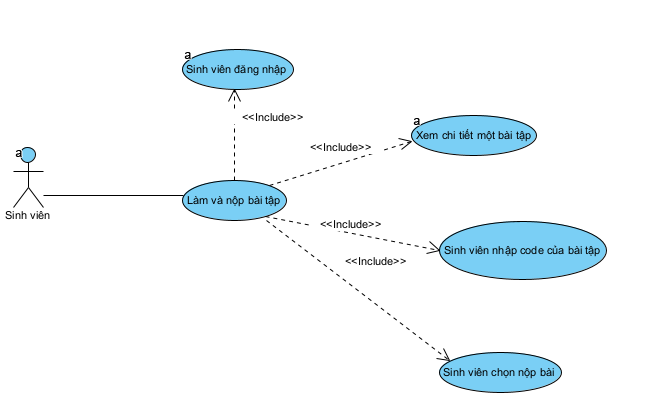 a
Sinh viên đăng nhập
<<Include>>
a
Xem chi tiết một bài tập
<<Include>>
a
Sinh viên
Làm và nộp bài tập
<<Include>>
Sinh viên nhập code của bài tập
<<Include>>
Sinh viên chọn nộp bài